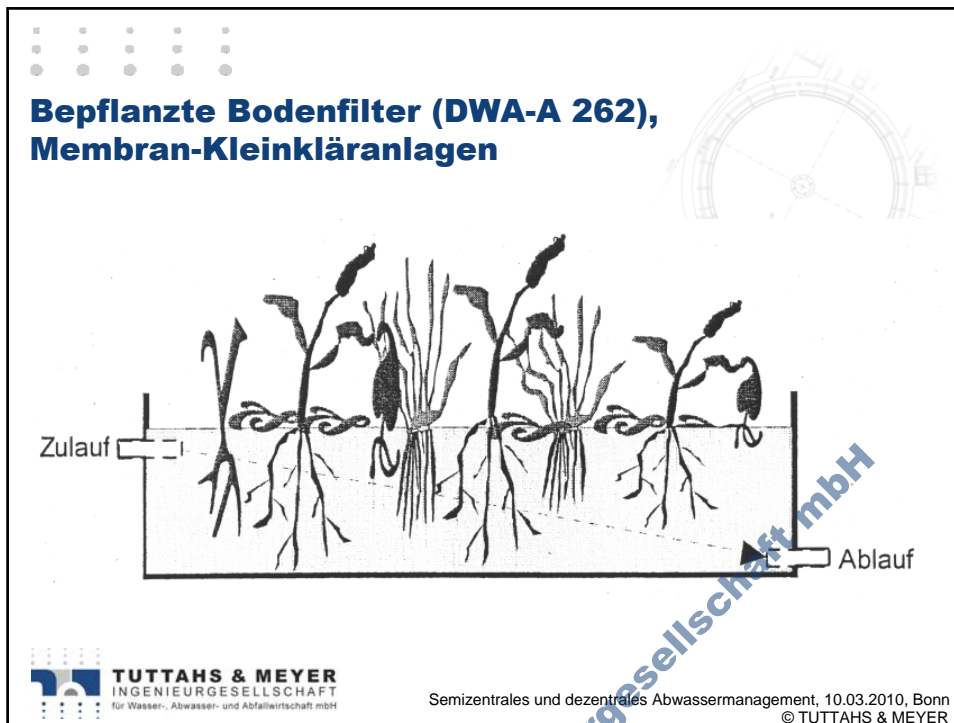 Bepflanzte Bodenfilter (DWA-A 262),
Membran-Kleinkläranlagen
Zulauf
Ablauf
rgesellschaft mbH
TUTTAHS & MEYER
INGENIEURGESELLSCHAFT
für Wasser-, Abwasser- und Abfallwirtschaft mbH
Semizentrales und dezentrales Abwassermanagement, 10.03.2010, Bonn
© TUTTAHS & MEYER